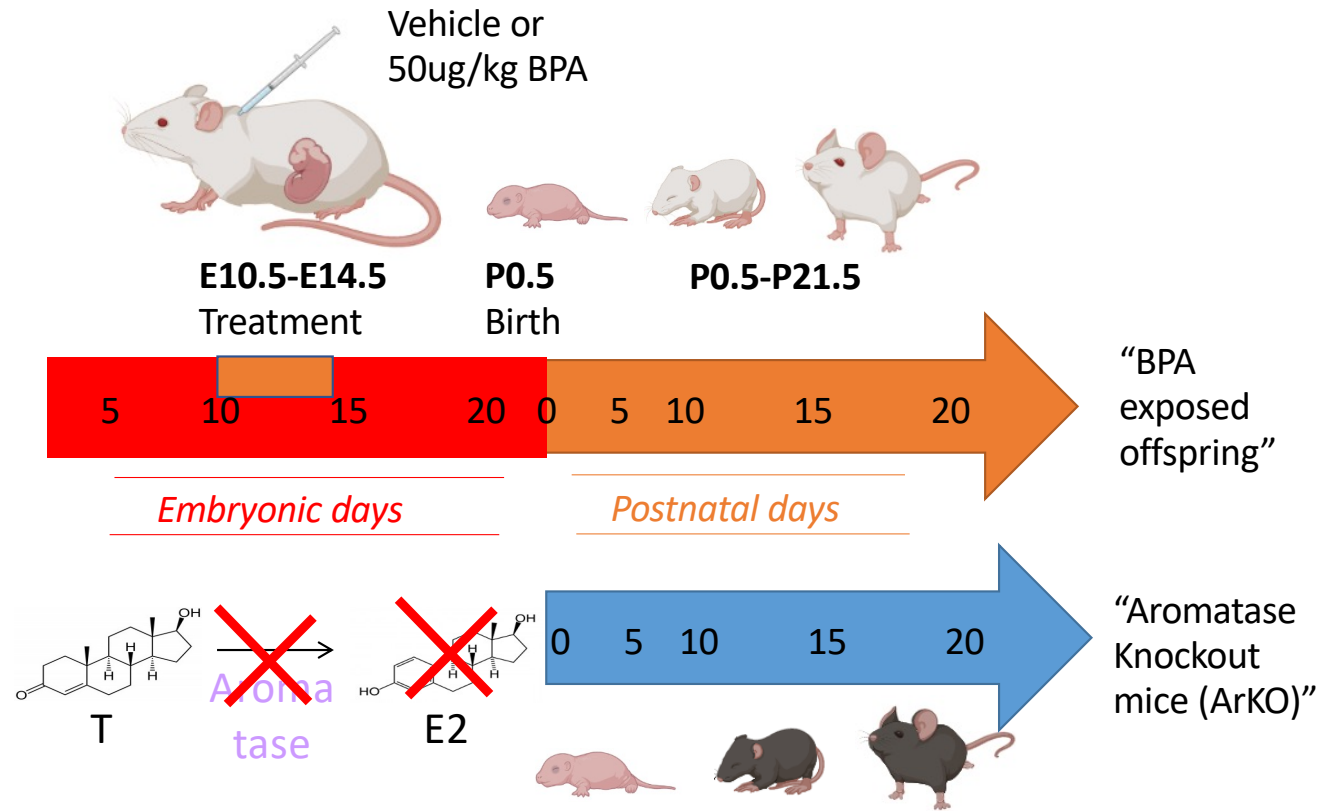 Vehicle or
50ug/kg BPA
E10.5-E14.5
Treatment
P0.5
Birth
P0.5-P21.5
5 10 15 20 0 5 10 15 20
“BPA
exposed
offspring”
Embryonic days
Postnatal days
OH
H
H
H
O
T
Aroma
tase
OH
H
H
H
HO
E2
0 5 10 15 20
“Aromatase
Knockout
mice (ArKO)”